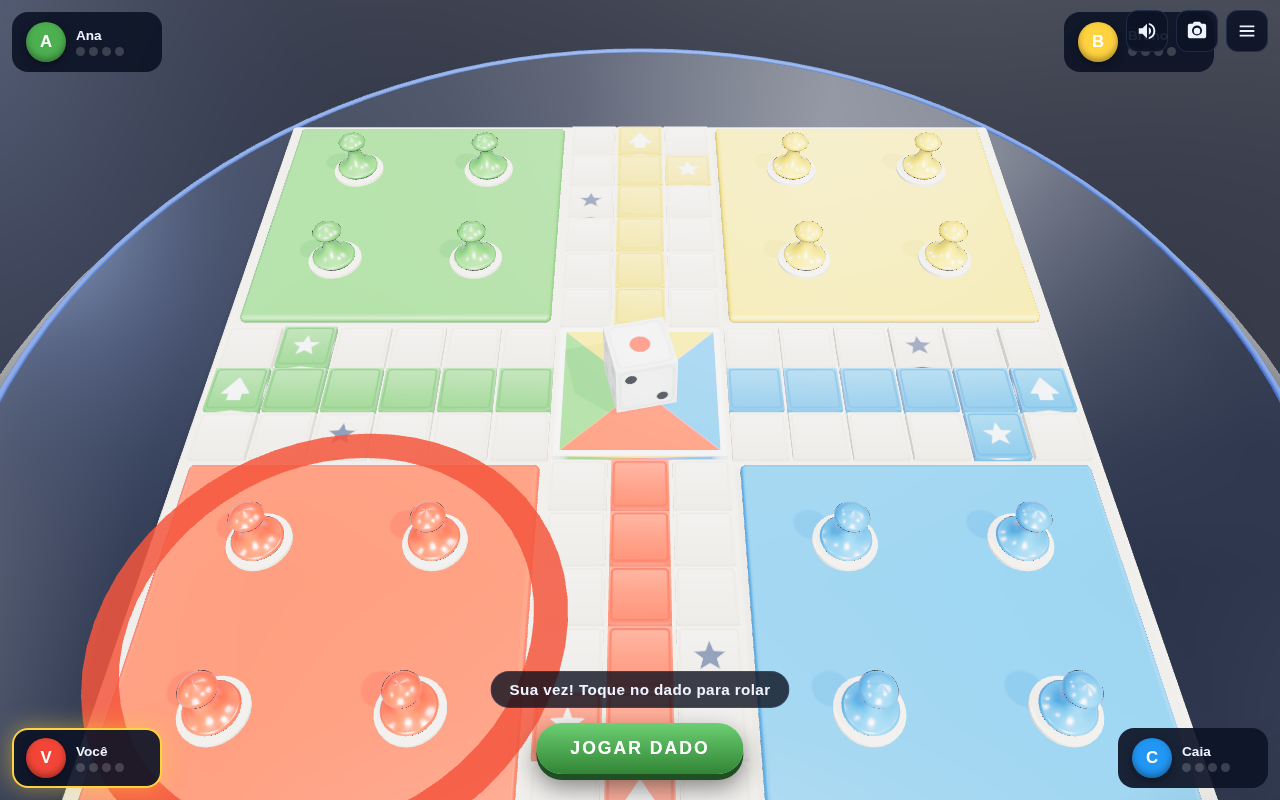 A
Ana
B
Sua vez! Toque no dado para rolar
JOGAR DADO
V
Você
C
Caia